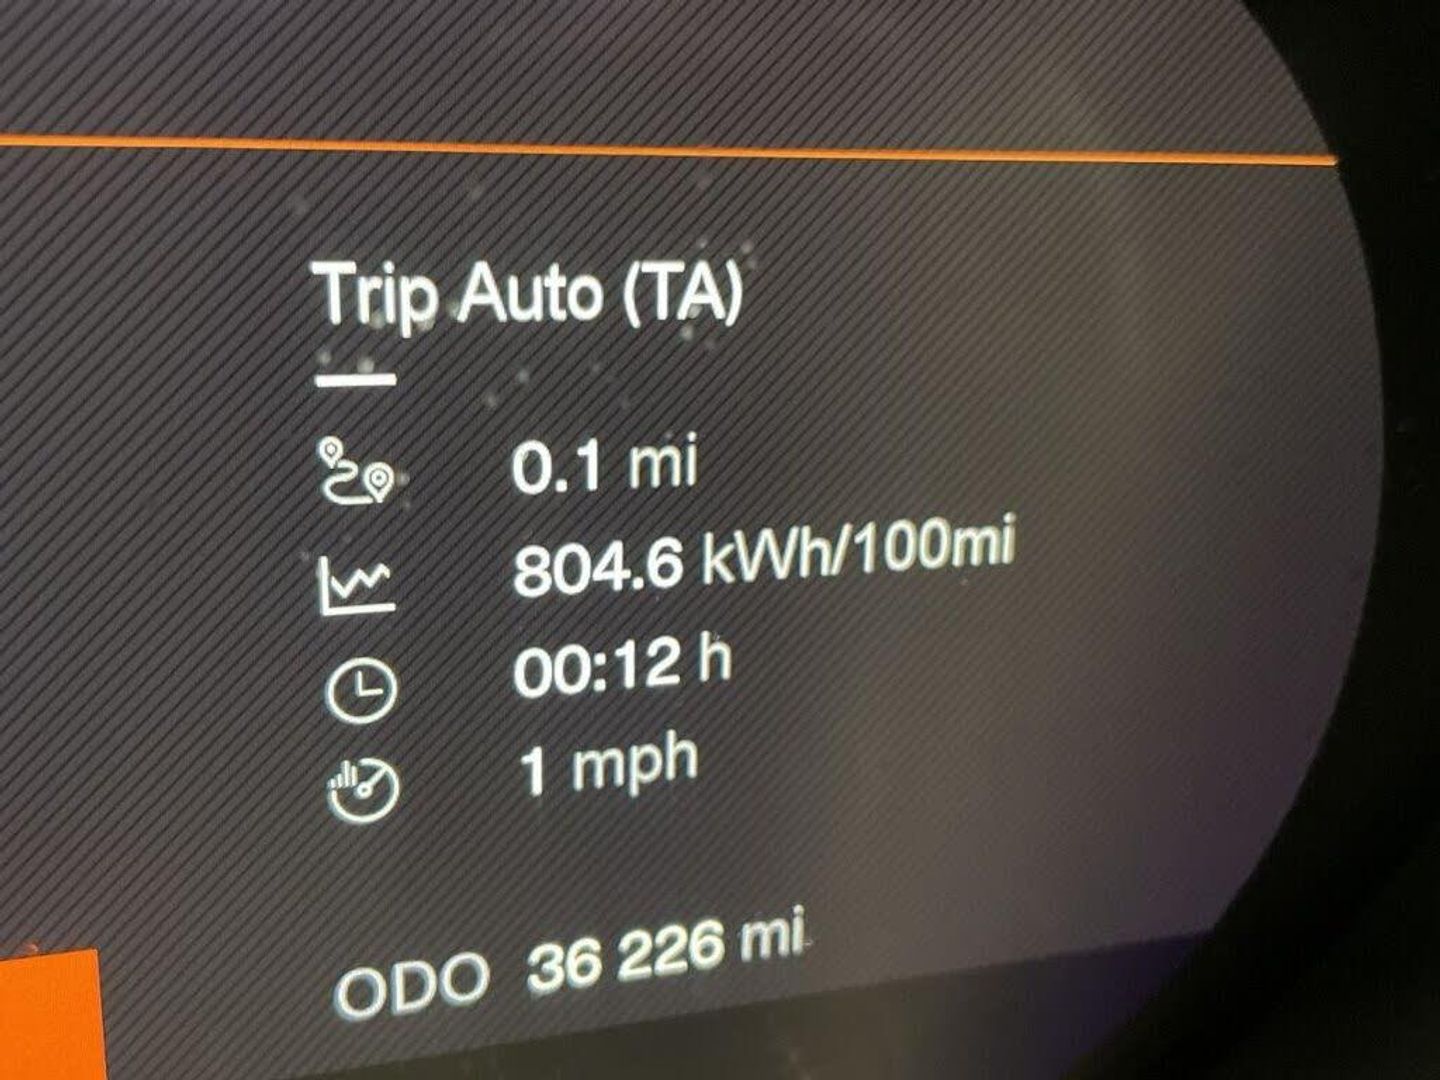 Trip Auto (TA)
0.1 mi
804.6 kWh/100mi
00:12 h
1 mph
ODO 36 226 mi